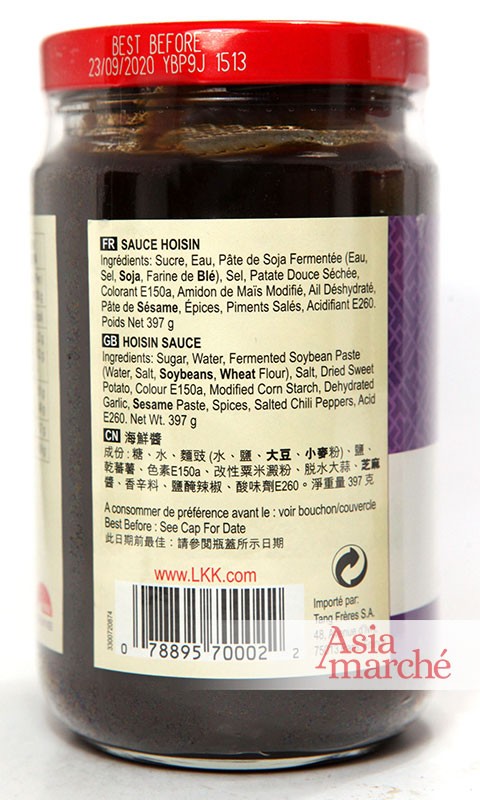 BEST BEFORE
23/09/2020 YBP9J 1513
FR SAUCE HOISIN
Ingrédients: Sucre, Eau, Pâte de Soja Fermentée (Eau,
Sel, Soja, Farine de Blé), Sel, Patate Douce Séchée,
Colorant E150a, Amidon de Maïs Modifié, Ail Déshydraté,
Pâte de Sésame, Épices, Piments Salés, Acidifiant E260.
Poids Net 397 g
GB HOISIN SAUCE
Ingredients: Sugar, Water, Fermented Soybean Paste
(Water, Salt, Soybeans, Wheat Flour), Salt, Dried Sweet
Potato, Colour E150a, Modified Corn Starch, Dehydrated
Garlic, Sesame Paste, Spices, Salted Chili Peppers, Acid
E260. Net Wt. 397 g
CN 海鮮醬
成份：糖、水、麵豉 (水、鹽、大豆、小麥粉)、鹽、
乾蕃薯、色素E150a、改性粟米澱粉、脱水大蒜、芝麻
醬、香辛料、鹽醃辣椒、酸味劑E260。淨重量397 克
A consommer de préférence avant le : voir bouchon/couvercle
Best Before : See Cap For Date
此日期前最佳：請參閱瓶蓋所示日期
www.LKK.com
3300720874
0 78895 70002 2
Importé par:
Tang Frères S.A.
48,
Asia
marché